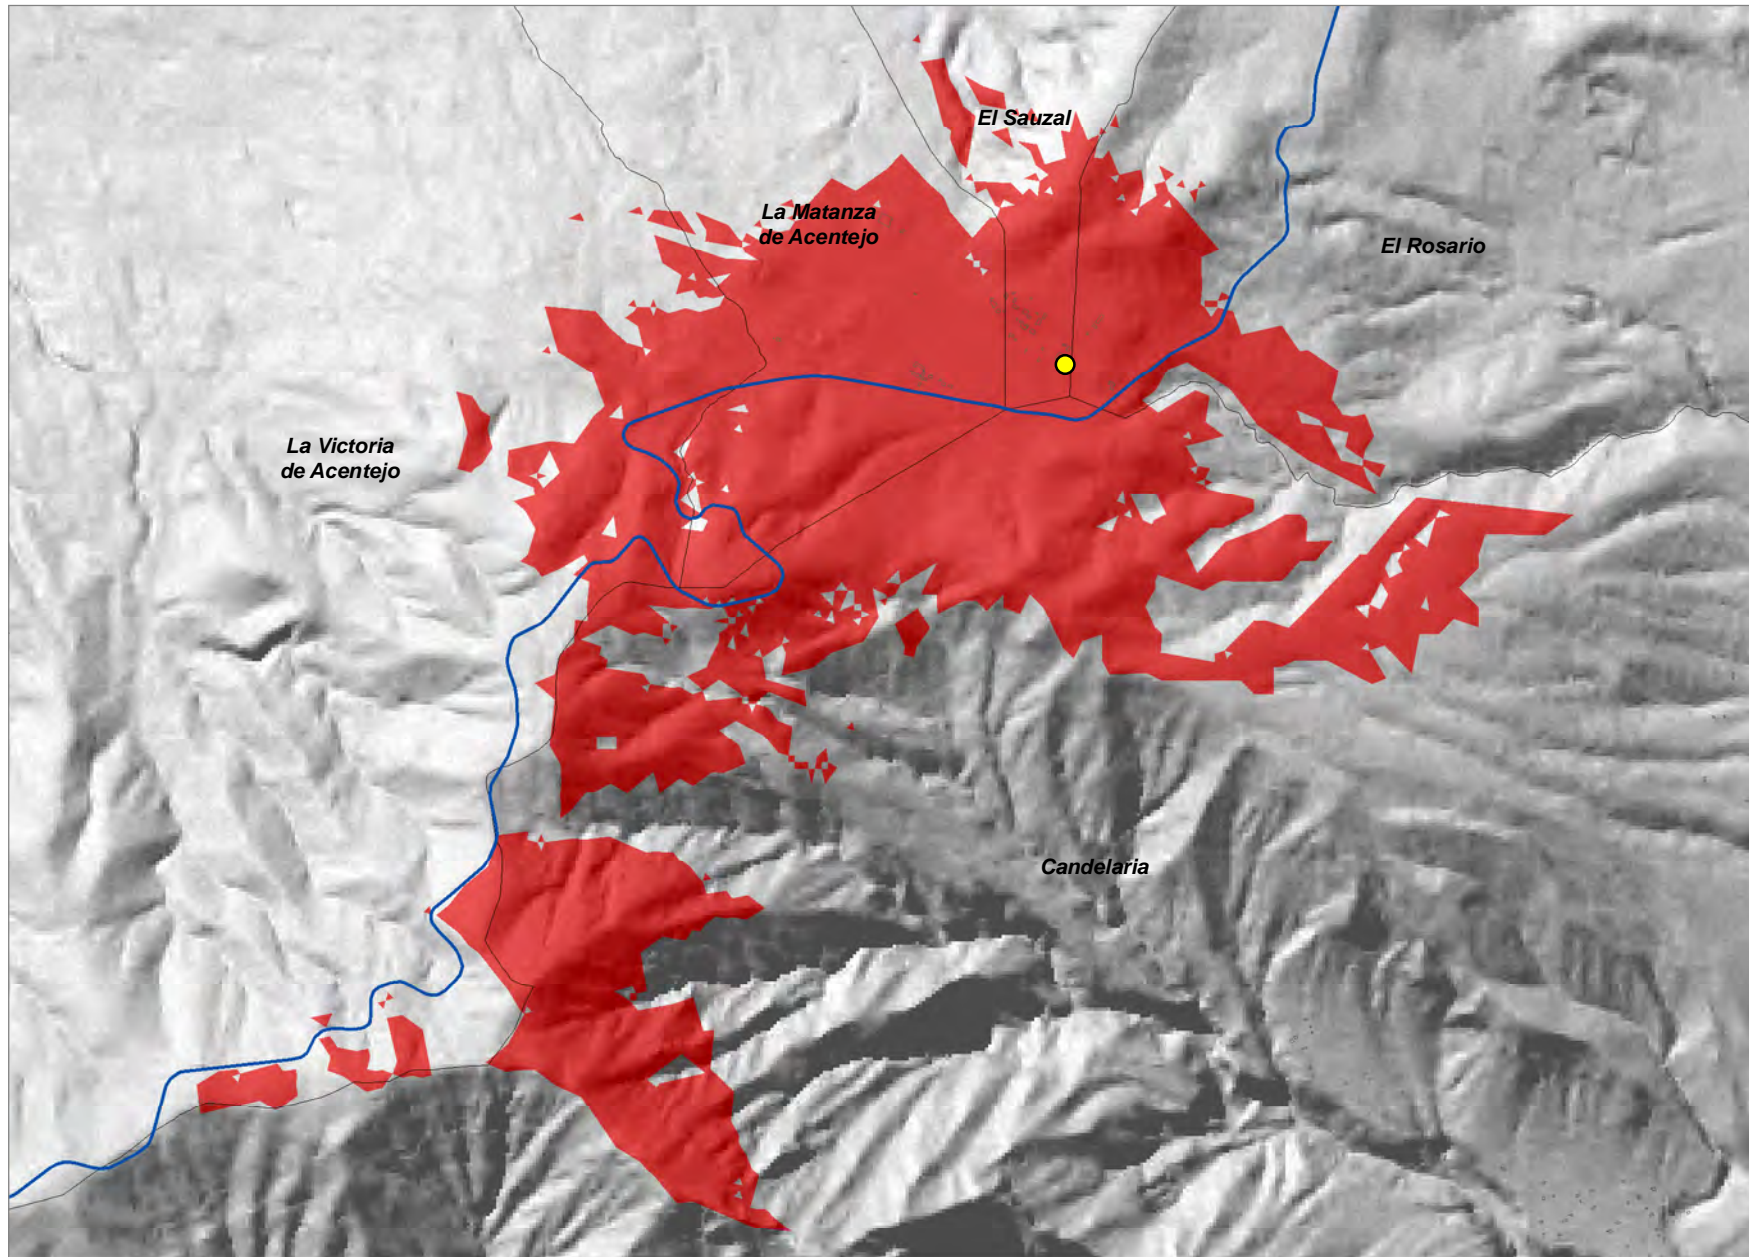 El Sauzal
La Matanza
de Acentejo
El Rosario
La Victoria
de Acentejo
Candelaria